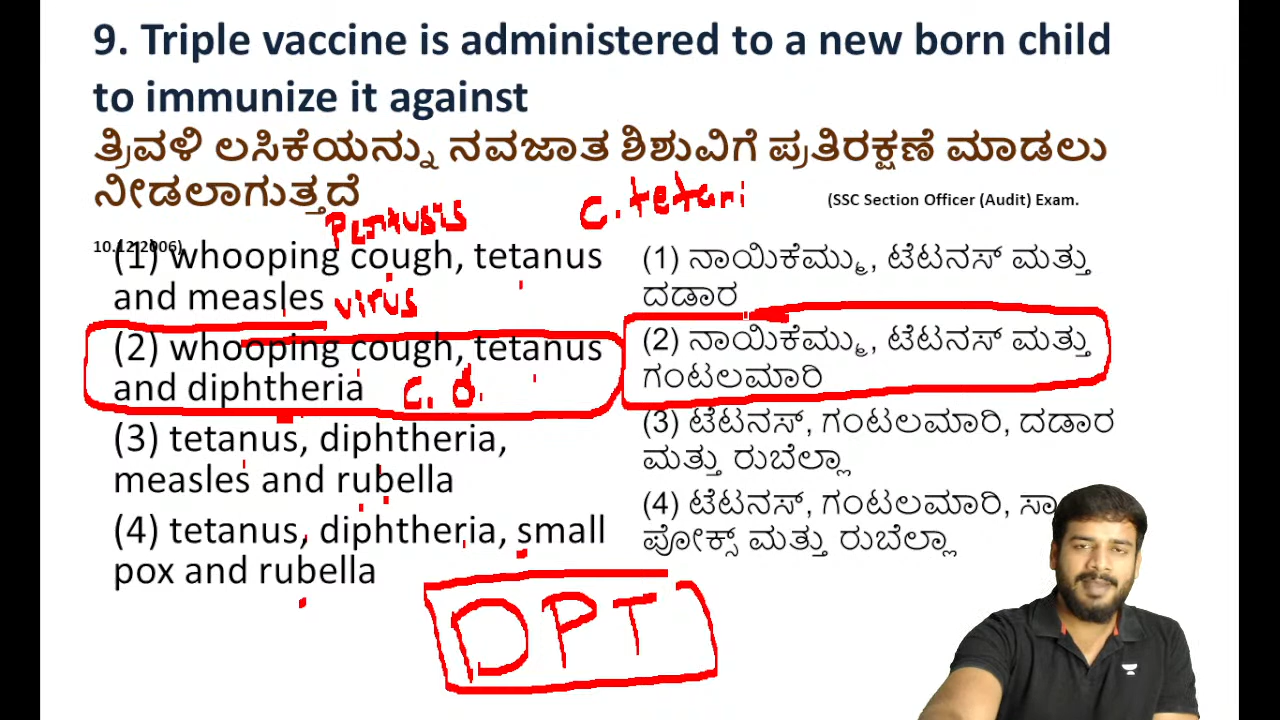 9. Triple vaccine is administered to a new born child
to immunize it against
ತ್ರಿವಳಿ ಲಸಿಕೆಯನ್ನು ನವಜಾತ ಶಿಶುವಿಗೆ ಪ್ರತಿರಕ್ಷಣೆ ಮಾಡಲು
ನೀಡಲಾಗುತ್ತದೆ
(SSC Section Officer (Audit) Exam.
10.12.2006)
Pertusis
C. tetani
(1) whooping cough, tetanus
and measles
virus
(2) whooping cough, tetanus
and diphtheria
C. d.
(3) tetanus, diphtheria,
measles and rubella
(4) tetanus, diphtheria, small
pox and rubella
(1) ನಾಯಿಕೆಮ್ಮು, ಟೆಟನಸ್ ಮತ್ತು
ದಡಾರ
(2) ನಾಯಿಕೆಮ್ಮು, ಟೆಟನಸ್ ಮತ್ತು
ಗಂಟಲಮಾರಿ
(3) ಟೆಟನಸ್, ಗಂಟಲಮಾರಿ, ದಡಾರ
ಮತ್ತು ರುಬೆಲ್ಲಾ
(4) ಟೆಟನಸ್, ಗಂಟಲಮಾರಿ,
ಪೋಕ್ಸ್ ಮತ್ತು ರುಬೆಲ್ಲಾ
DPT